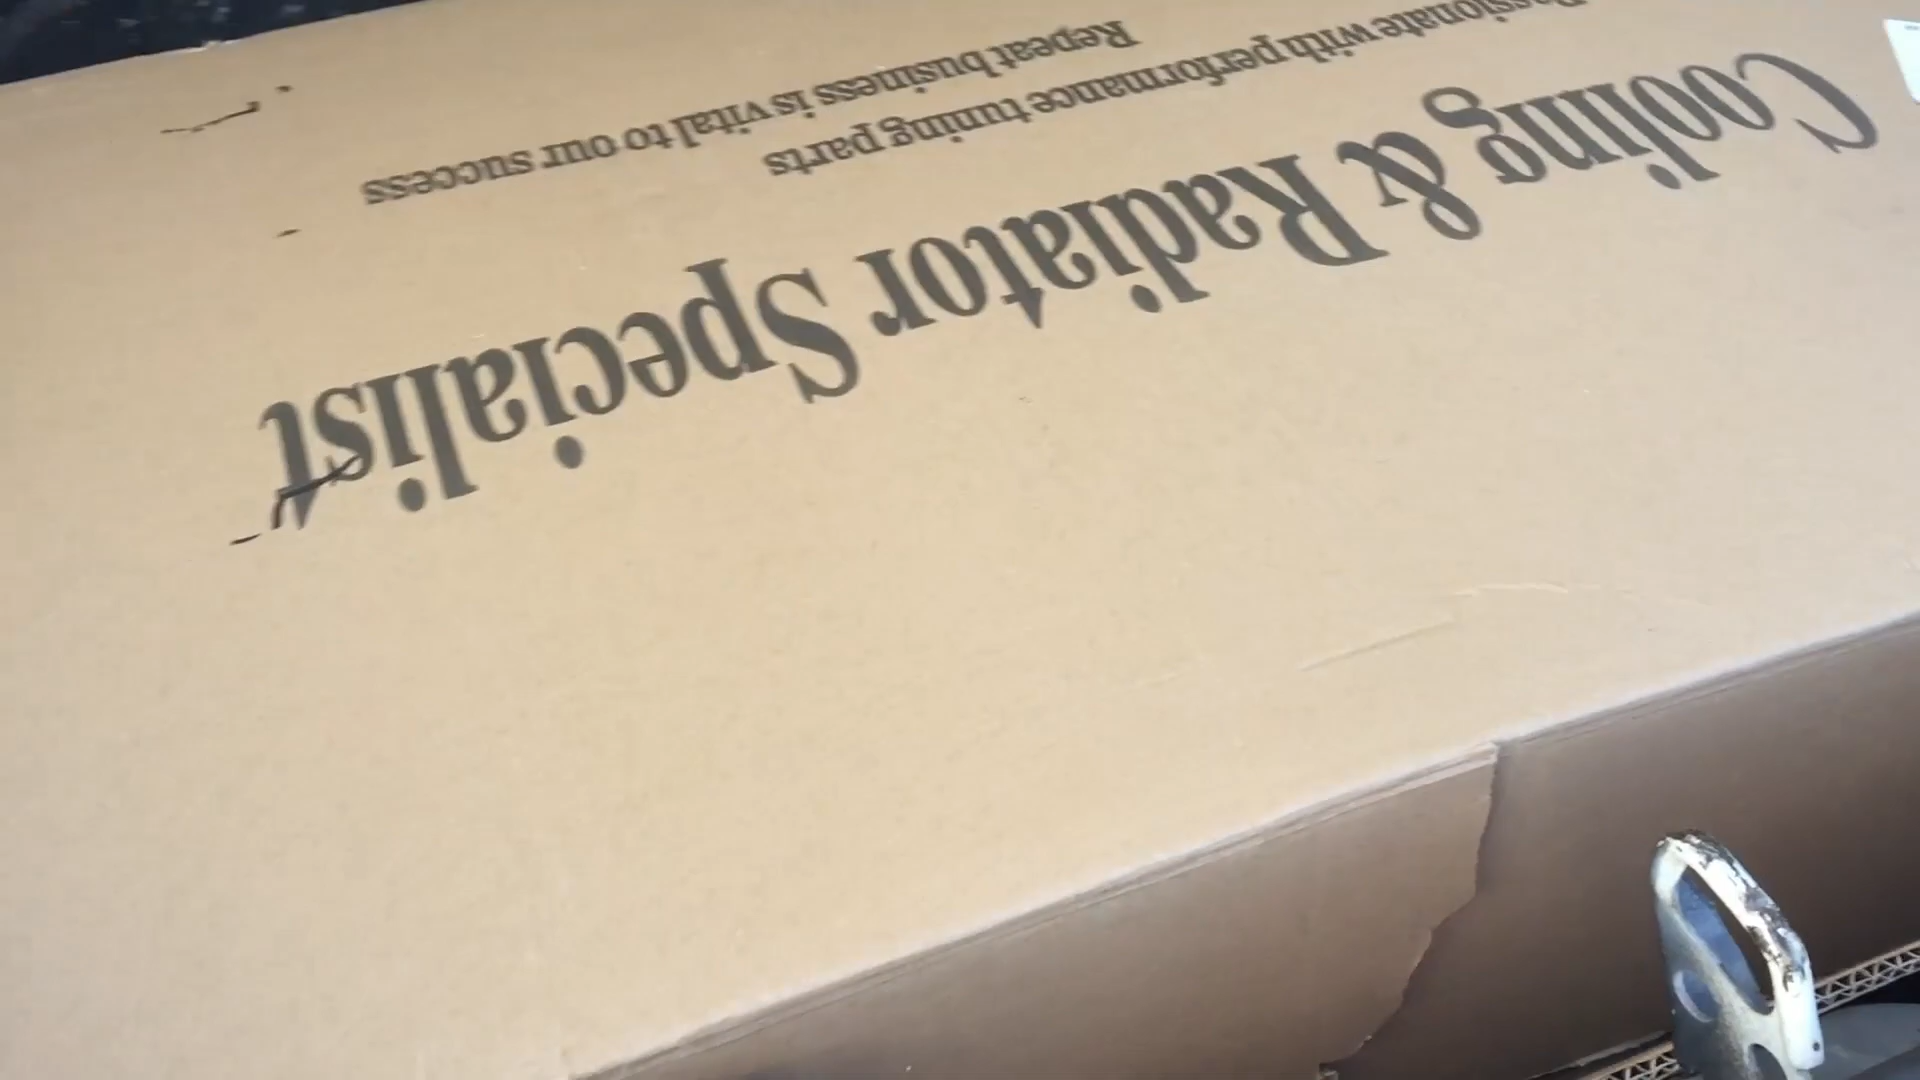 Cooling & Radiator Specialist
Passionate with performance tuning parts
Repeat business is vital to our success